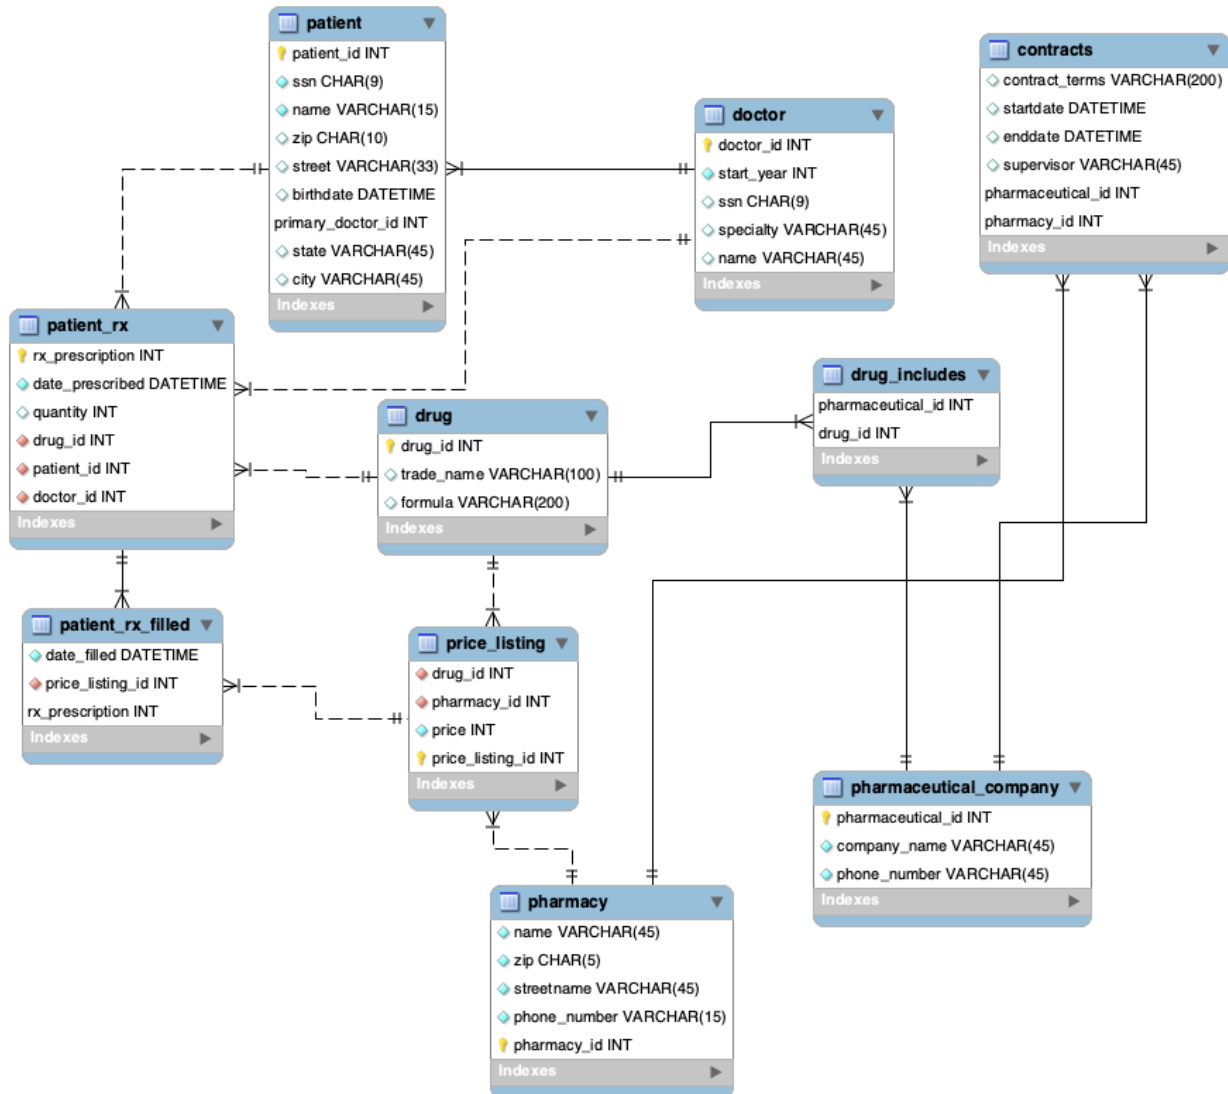 patient
patient_id INT
ssn CHAR(9)
name VARCHAR(15)
zip CHAR(10)
street VARCHAR(33)
birthdate DATETIME
primary_doctor_id INT
state VARCHAR(45)
city VARCHAR(45)
Indexes
contracts
contract_terms VARCHAR(200)
startdate DATETIME
enddate DATETIME
supervisor VARCHAR(45)
pharmaceutical_id INT
pharmacy_id INT
Indexes
doctor
doctor_id INT
start_year INT
ssn CHAR(9)
specialty VARCHAR(45)
name VARCHAR(45)
Indexes
patient_rx
rx_prescription INT
date_prescribed DATETIME
quantity INT
drug_id INT
patient_id INT
doctor_id INT
Indexes
drug
drug_id INT
trade_name VARCHAR(100)
formula VARCHAR(200)
Indexes
drug_includes
pharmaceutical_id INT
drug_id INT
Indexes
patient_rx_filled
date_filled DATETIME
price_listing_id INT
rx_prescription INT
Indexes
price_listing
drug_id INT
pharmacy_id INT
price INT
price_listing_id INT
Indexes
pharmaceutical_company
pharmaceutical_id INT
company_name VARCHAR(45)
phone_number VARCHAR(45)
Indexes
pharmacy
name VARCHAR(45)
zip CHAR(5)
streetname VARCHAR(45)
phone_number VARCHAR(15)
pharmacy_id INT
Indexes